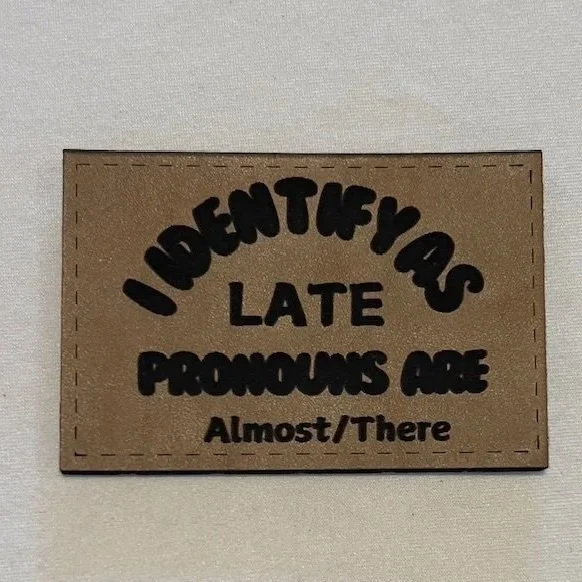 I IDENTIFY AS
LATE
PRONOUNS ARE
Almost/There